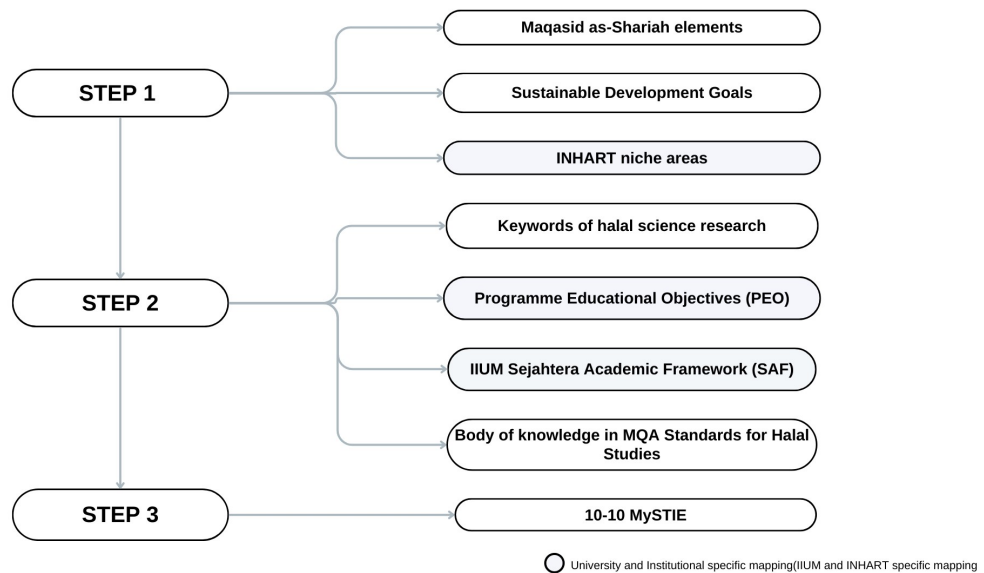 Maqasid as-Shariah elements
STEP 1
Sustainable Development Goals
INHART niche areas
Keywords of halal science research
STEP 2
Programme Educational Objectives (PEO)
IIUM Sejahtera Academic Framework (SAF)
Body of knowledge in MQA Standards for Halal
Studies
STEP 3
10-10 MySTIE
University and Institutional specific mapping(IIUM and INHART specific mapping